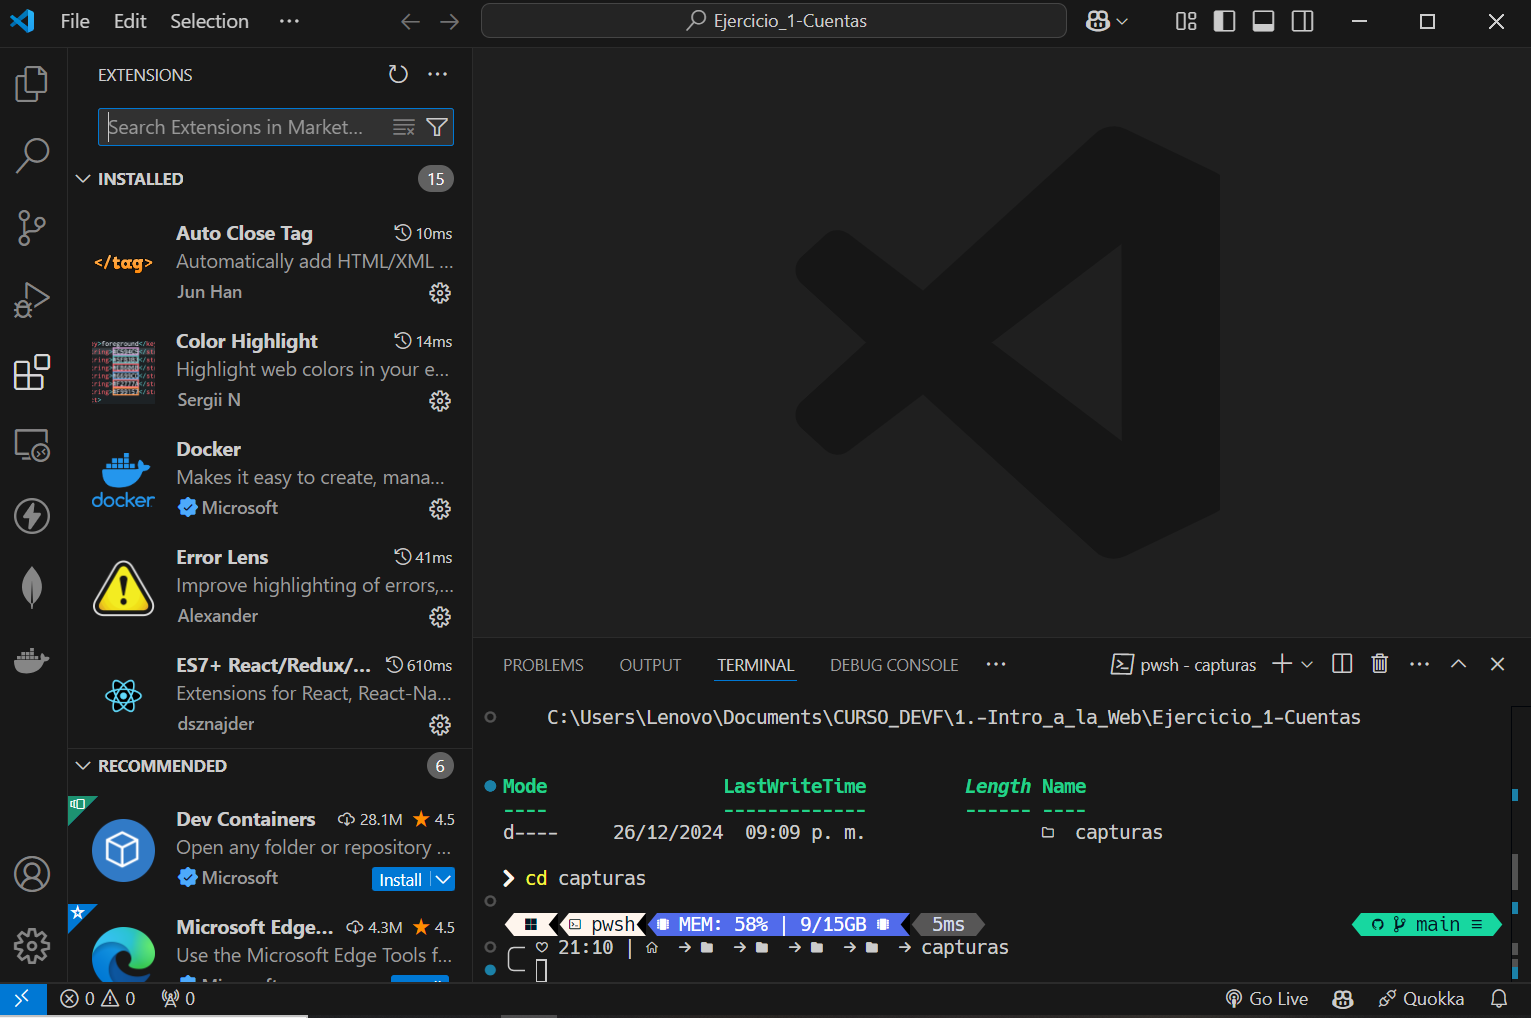 File Edit Selection ···
Ejercicio_1-Cuentas
EXTENSIONS
Search Extensions in Market...
INSTALLED 15
Auto Close Tag 10ms
</tag>
Automatically add HTML/XML ...
Jun Han
Color Highlight 14ms
Highlight web colors in your e...
Sergii N
Docker
docker
Makes it easy to create, mana...
Microsoft
Error Lens 41ms
Improve highlighting of errors,...
Alexander
ES7+ React/Redux/... 610ms
Extensions for React, React-Na...
dsznajder
RECOMMENDED 6
Dev Containers 28.1M 4.5
Open any folder or repository ...
Microsoft
Install
Microsoft Edge... 4.3M 4.5
Use the Microsoft Edge Tools f...
PROBLEMS OUTPUT TERMINAL DEBUG CONSOLE ···
pwsh - capturas
C:\Users\Lenovo\Documents\CURSO_DEVF\1.-Intro_a_la_Web\Ejercicio_1-Cuentas
Mode LastWriteTime Length Name
---- ------------- ------ ----
d---- 26/12/2024 09:09 p. m. capturas
❯ cd capturas
pwsh MEM: 58% | 9/15GB 5ms main ≡
♡ 21:10 | → → → → → capturas
0 0 0 Go Live Quokka